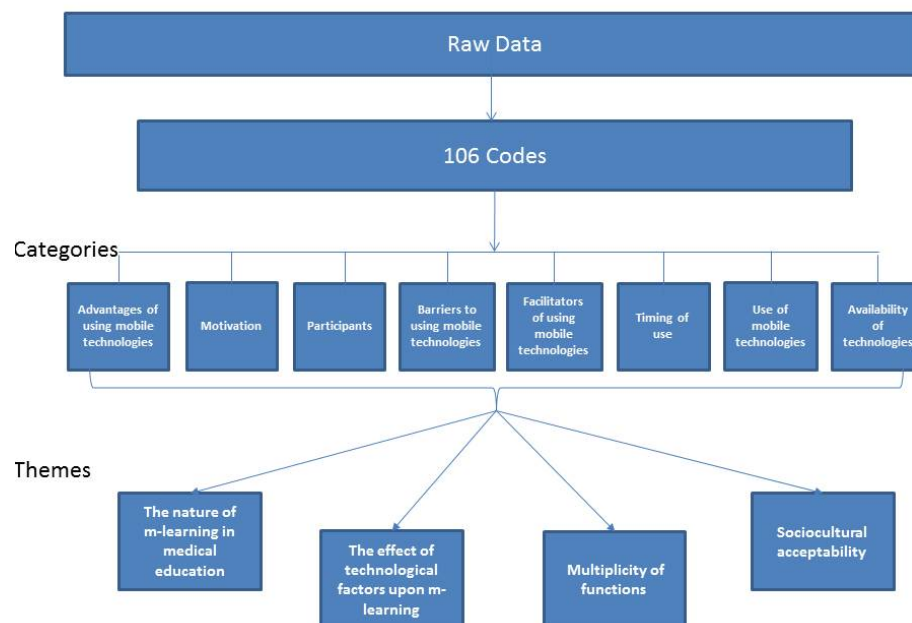 Raw Data
106 Codes
Categories
Advantages of
using mobile
technologies
Motivation
Participants
Barriers to
using mobile
technologies
Facilitators
of using
mobile
technologies
Timing of
use
Use of
mobile
technologies
Availability
of
technologies
Themes
The nature of
m-learning in
medical
education
The effect of
technological
factors upon m-
learning
Multiplicity of
functions
Sociocultural
acceptability